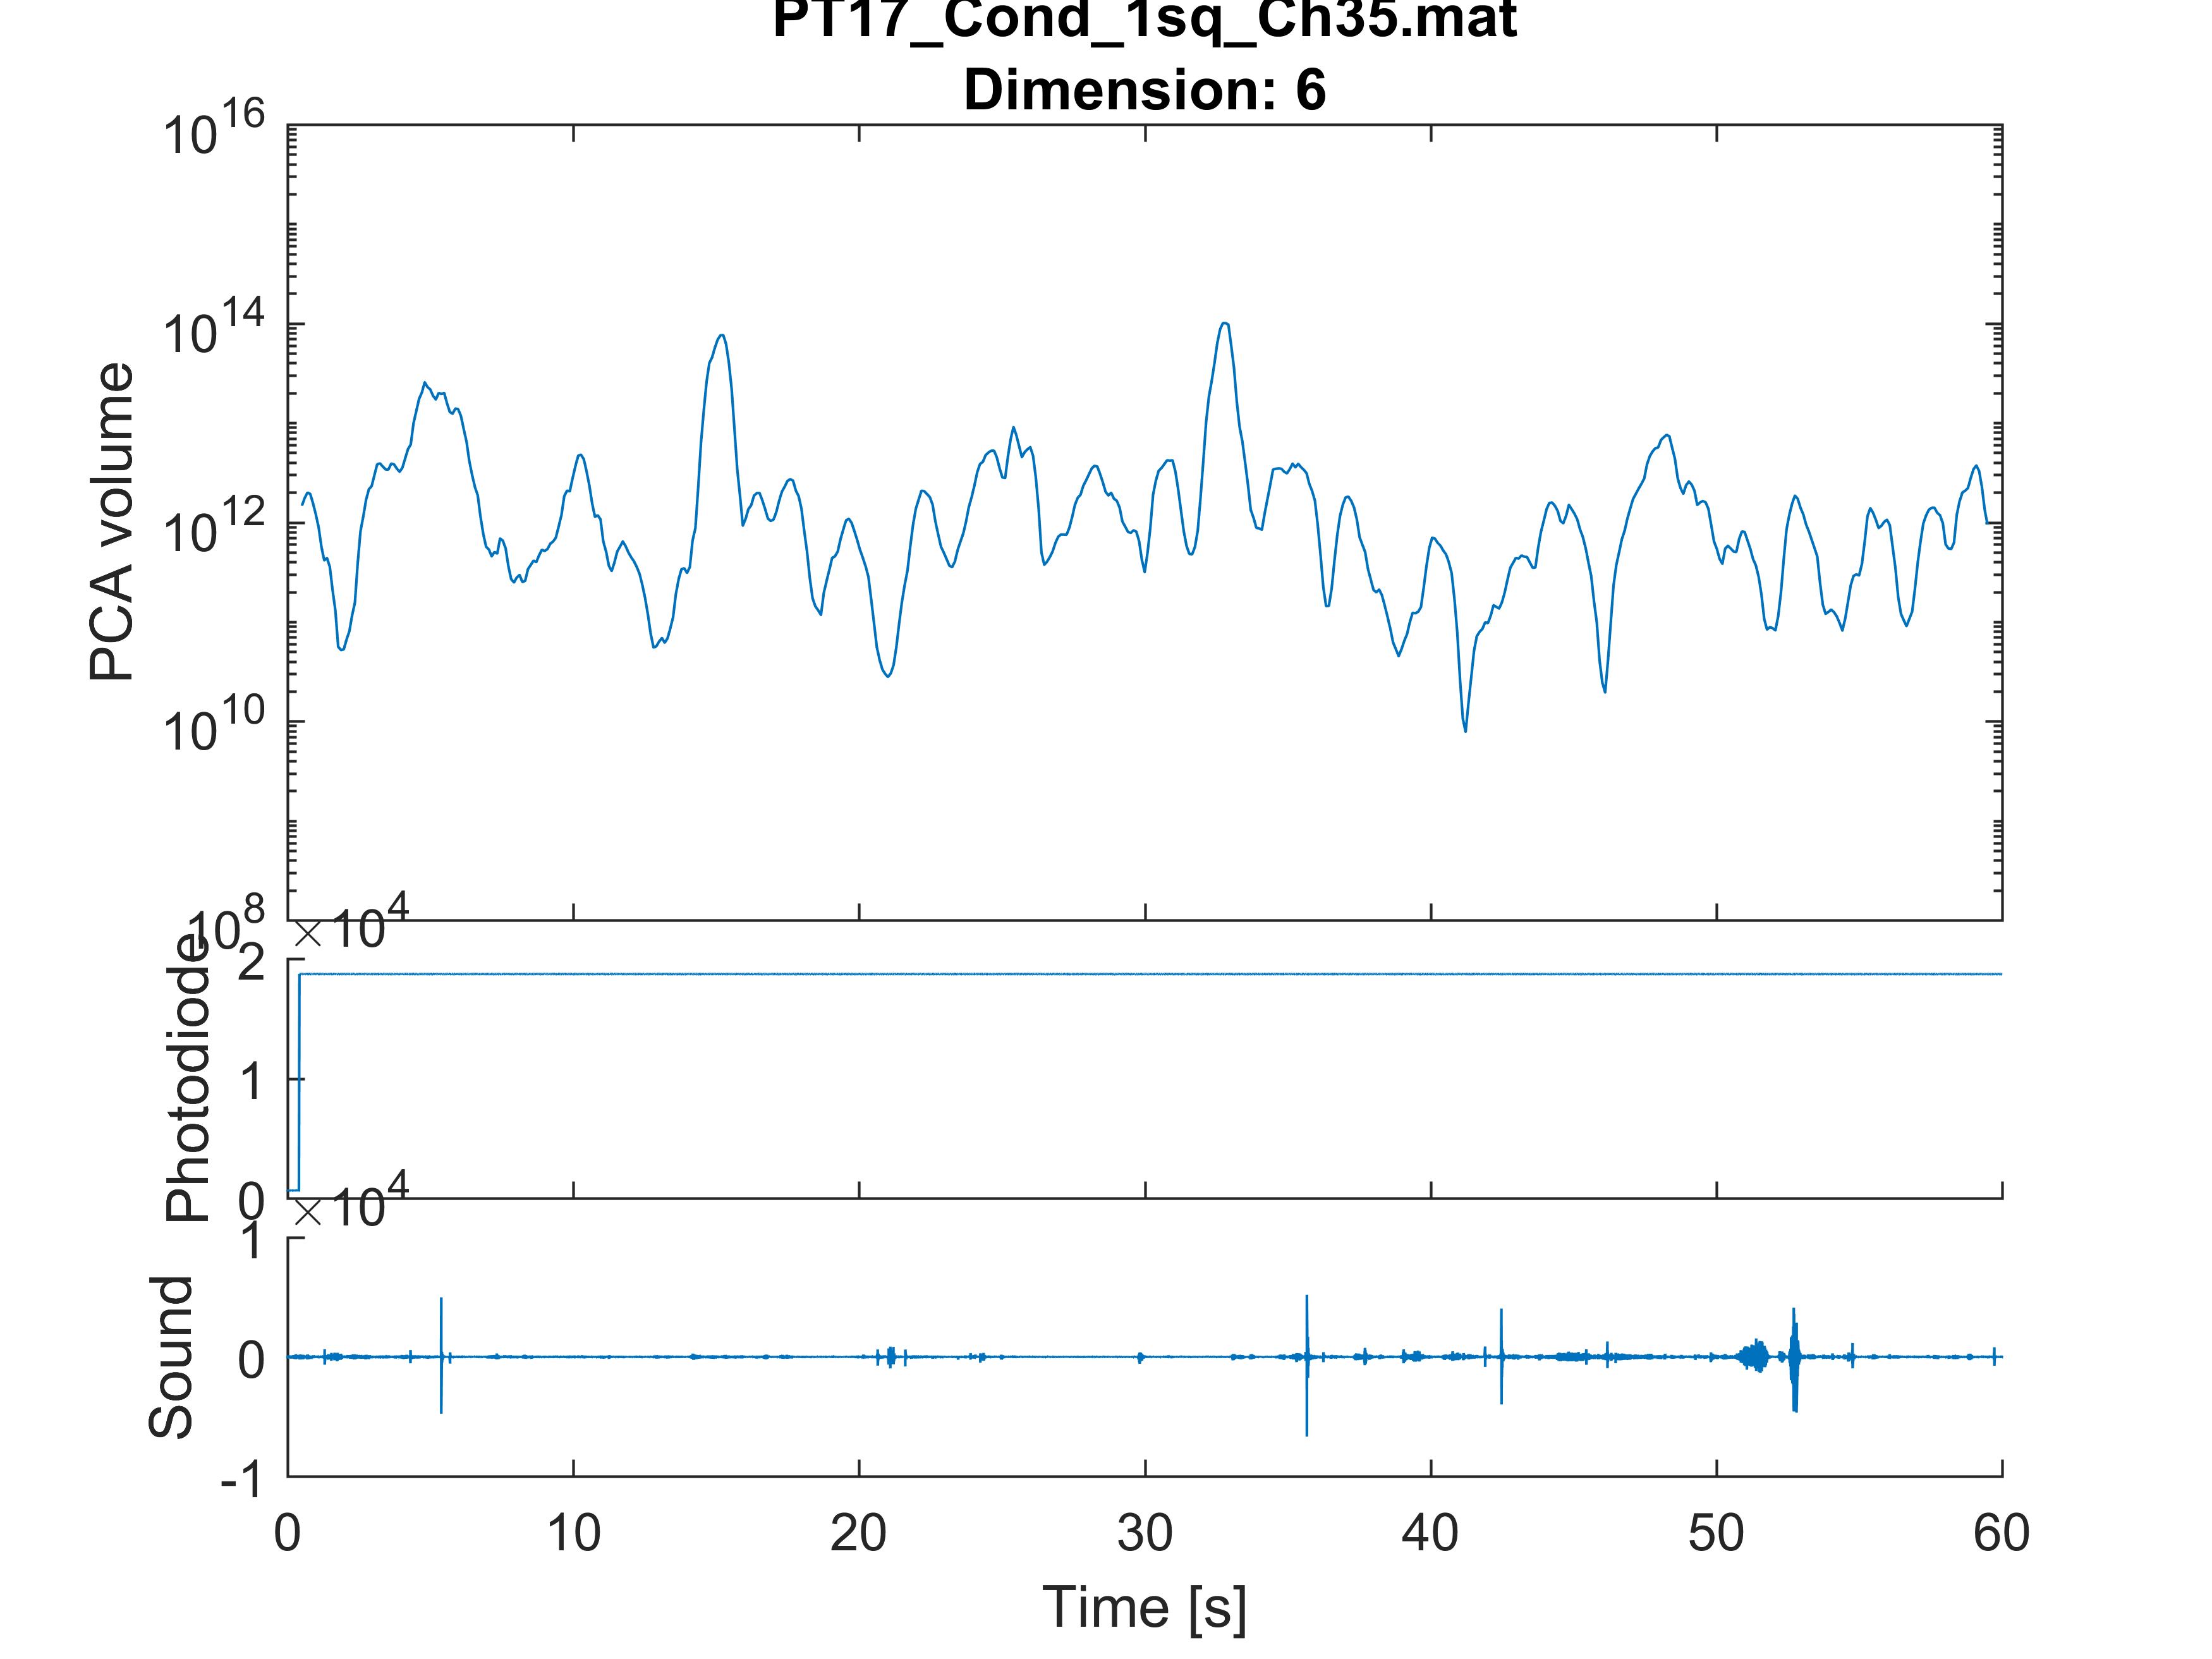 PT17_Cond_1sq_Ch35.mat
Dimension: 6
10^16
10^14
10^12
10^10
10^8
PCA volume
× 10^4
2
1
0
Photodiode
× 10^4
1
0
-1
Sound
0 10 20 30 40 50 60
Time [s]